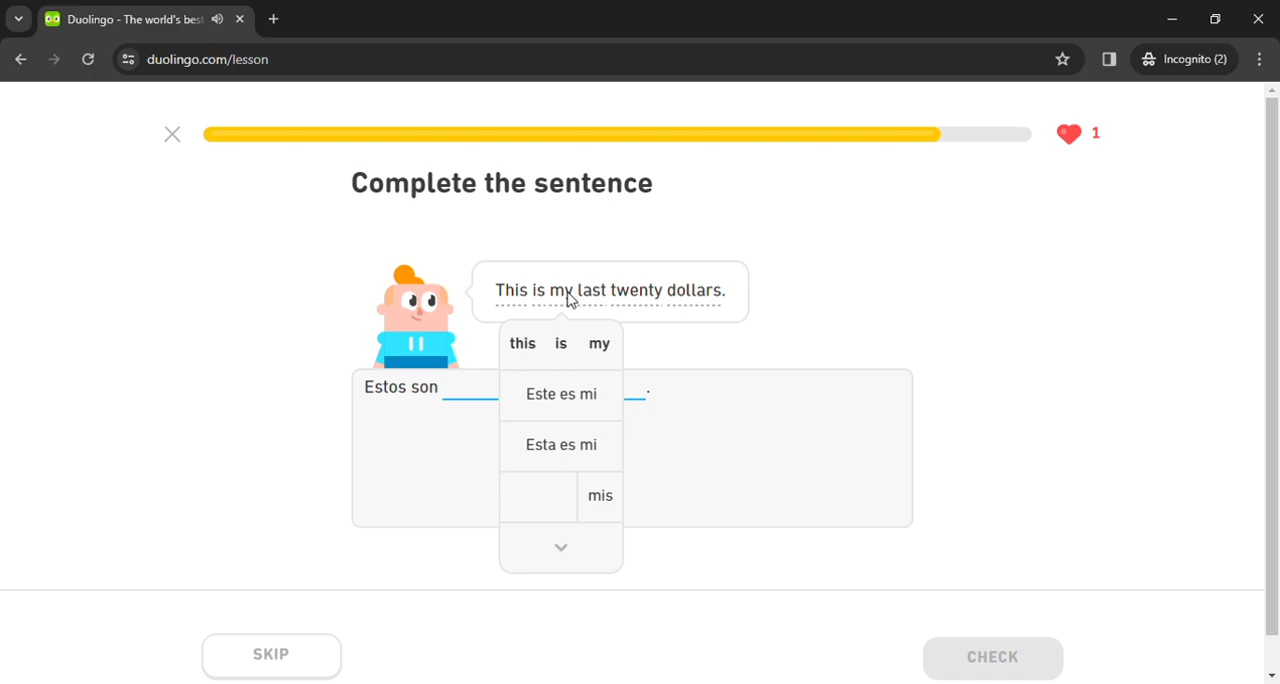 Duolingo - The world's best
duolingo.com/lesson
Incognito (2)
1
Complete the sentence
This is my last twenty dollars.
this is my
Estos son .
Este es mi
Esta es mi
mis
SKIP
CHECK